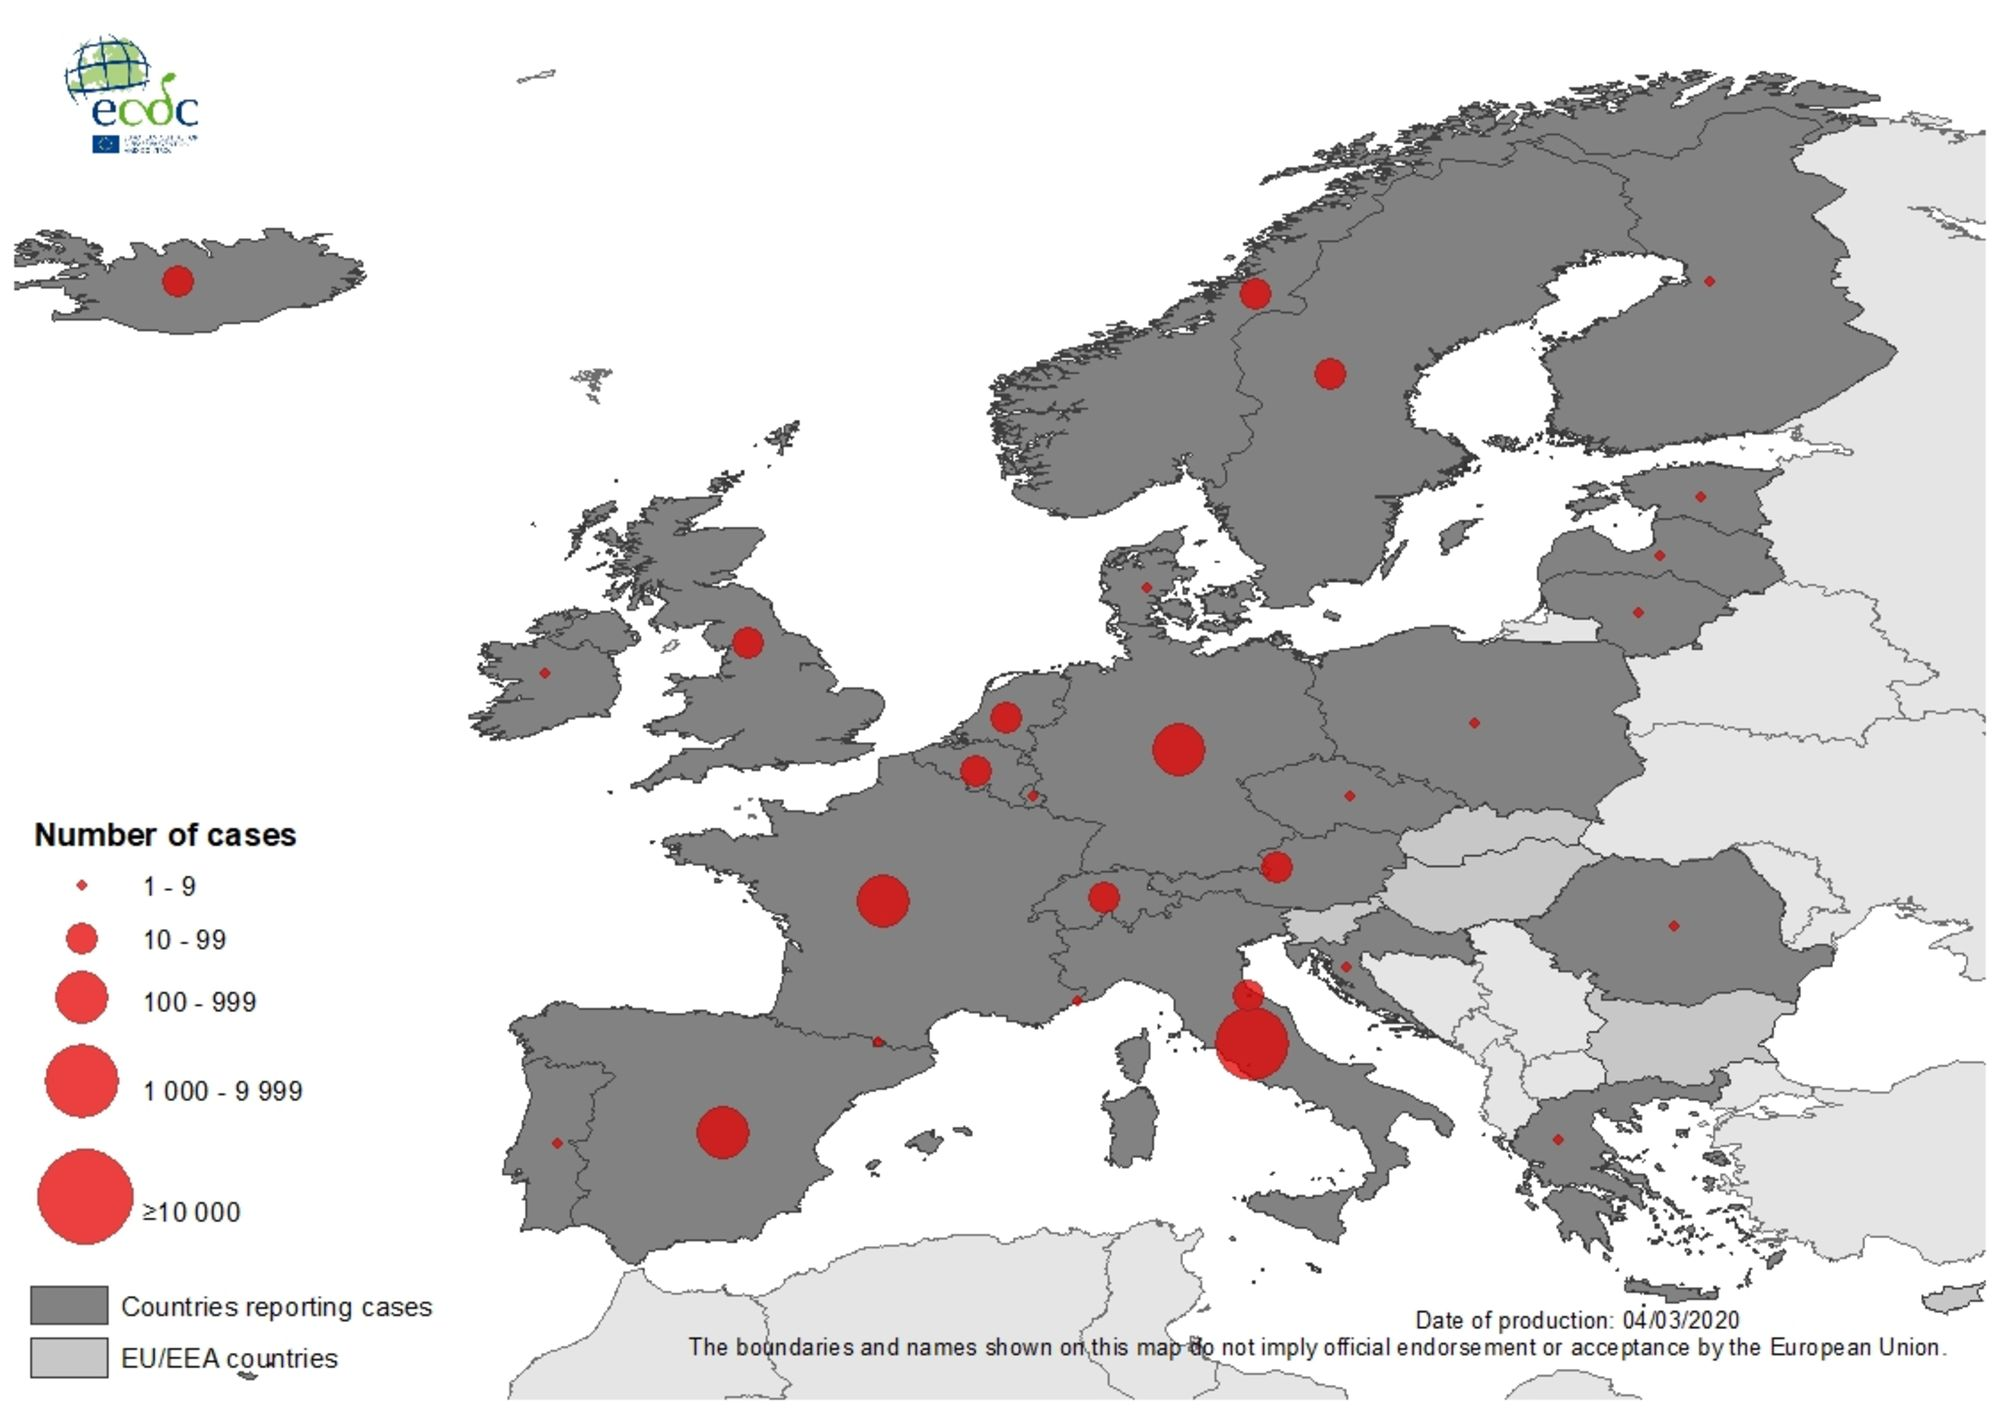 ecdc
Number of cases
1 - 9
10 - 99
100 - 999
1 000 - 9 999
≥10 000
Countries reporting cases
EU/EEA countries
Date of production: 04/03/2020
The boundaries and names shown on this map do not imply official endorsement or acceptance by the European Union.